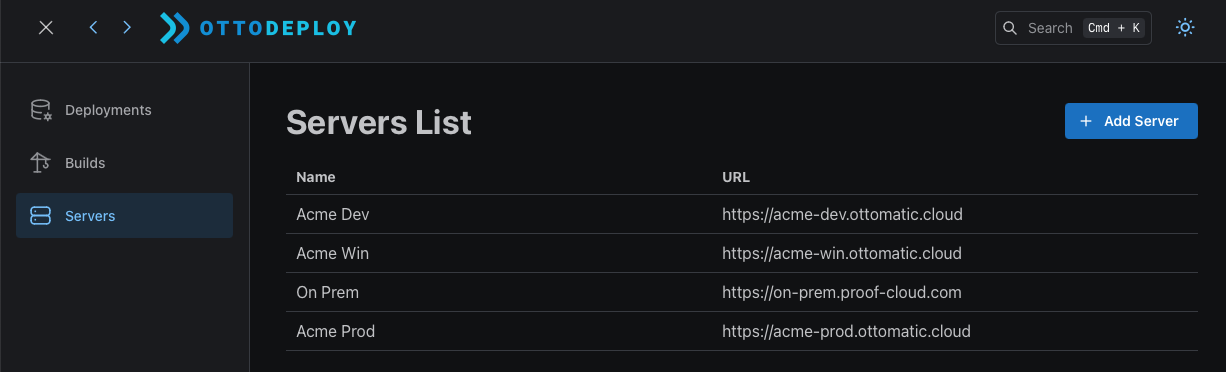 OTTODEPLOY
Search Cmd + K
Deployments
Builds
Servers
Servers List
+ Add Server
Name URL
Acme Dev https://acme-dev.ottomatic.cloud
Acme Win https://acme-win.ottomatic.cloud
On Prem https://on-prem.proof-cloud.com
Acme Prod https://acme-prod.ottomatic.cloud